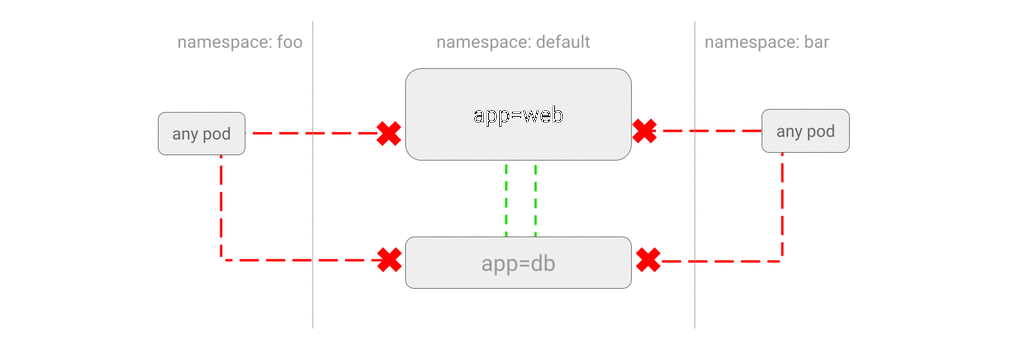 namespace: foo
namespace: default
namespace: bar
app=web
any pod
any pod
app=db